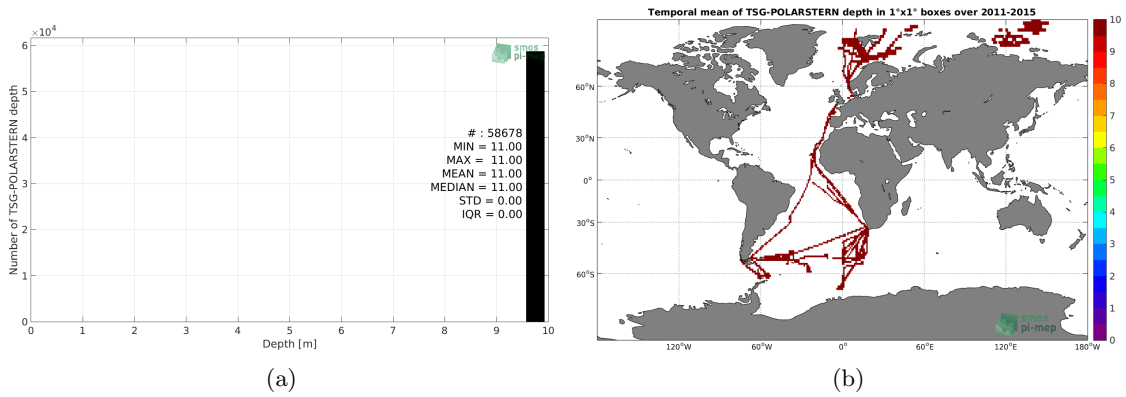 ×10⁴
6
5
4
3
2
1
0
Number of TSG-POLARSTERN depth
smos
pi-mep
# : 58678
MIN = 11.00
MAX = 11.00
MEAN = 11.00
MEDIAN = 11.00
STD = 0.00
IQR = 0.00
0 1 2 3 4 5 6 7 8 9 10
Depth [m]
(a)
Temporal mean of TSG-POLARSTERN depth in 1°x1° boxes over 2011-2015
60°N
30°N
0°
30°S
60°S
120°W 60°W 0° 60°E 120°E 180°W
smos
pi-mep
10
9
8
7
6
5
4
3
2
1
0
(b)